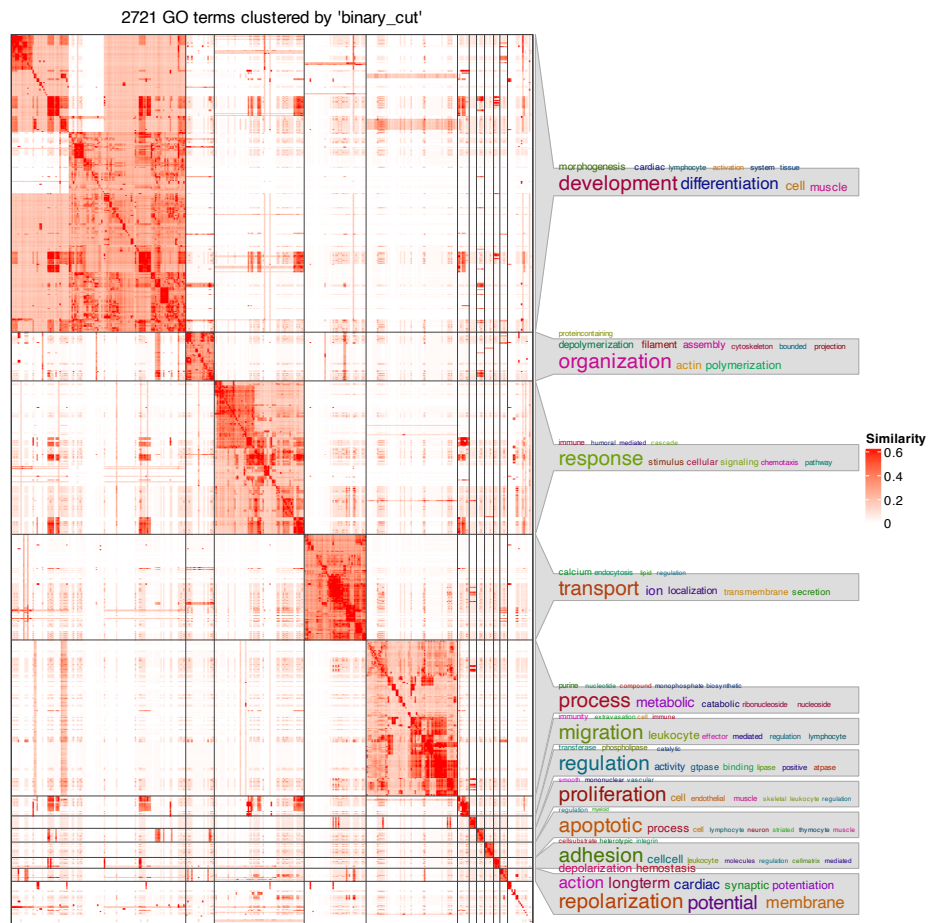 2721 GO terms clustered by 'binary_cut'
morphogenesis cardiac lymphocyte activation system tissue
development differentiation cell muscle
proteincontaining
depolymerization filament assembly cytoskeleton bounded projection
organization actin polymerization
immune humoral mediated cascade
response stimulus cellular signaling chemotaxis pathway
Similarity
0.6
0.4
0.2
0
calcium endocytosis lipid regulation
transport ion localization transmembrane secretion
purine nucleotide compound monophosphate biosynthetic
process metabolic catabolic ribonucleoside nucleoside
immunity extravasation cell immune
migration leukocyte effector mediated regulation lymphocyte
transferase phospholipase catalytic
regulation activity gtpase binding lipase positive atpase
smooth mononuclear vascular
proliferation cell endothelial muscle skeletal leukocyte regulation
regulation myeloid
apoptotic process cell lymphocyte neuron striated thymocyte muscle
cellsubstrate heterotypic integrin
adhesion cellcell leukocyte molecules regulation cellmatrix mediated
depolarization hemostasis
action longterm cardiac synaptic potentiation
repolarization potential membrane